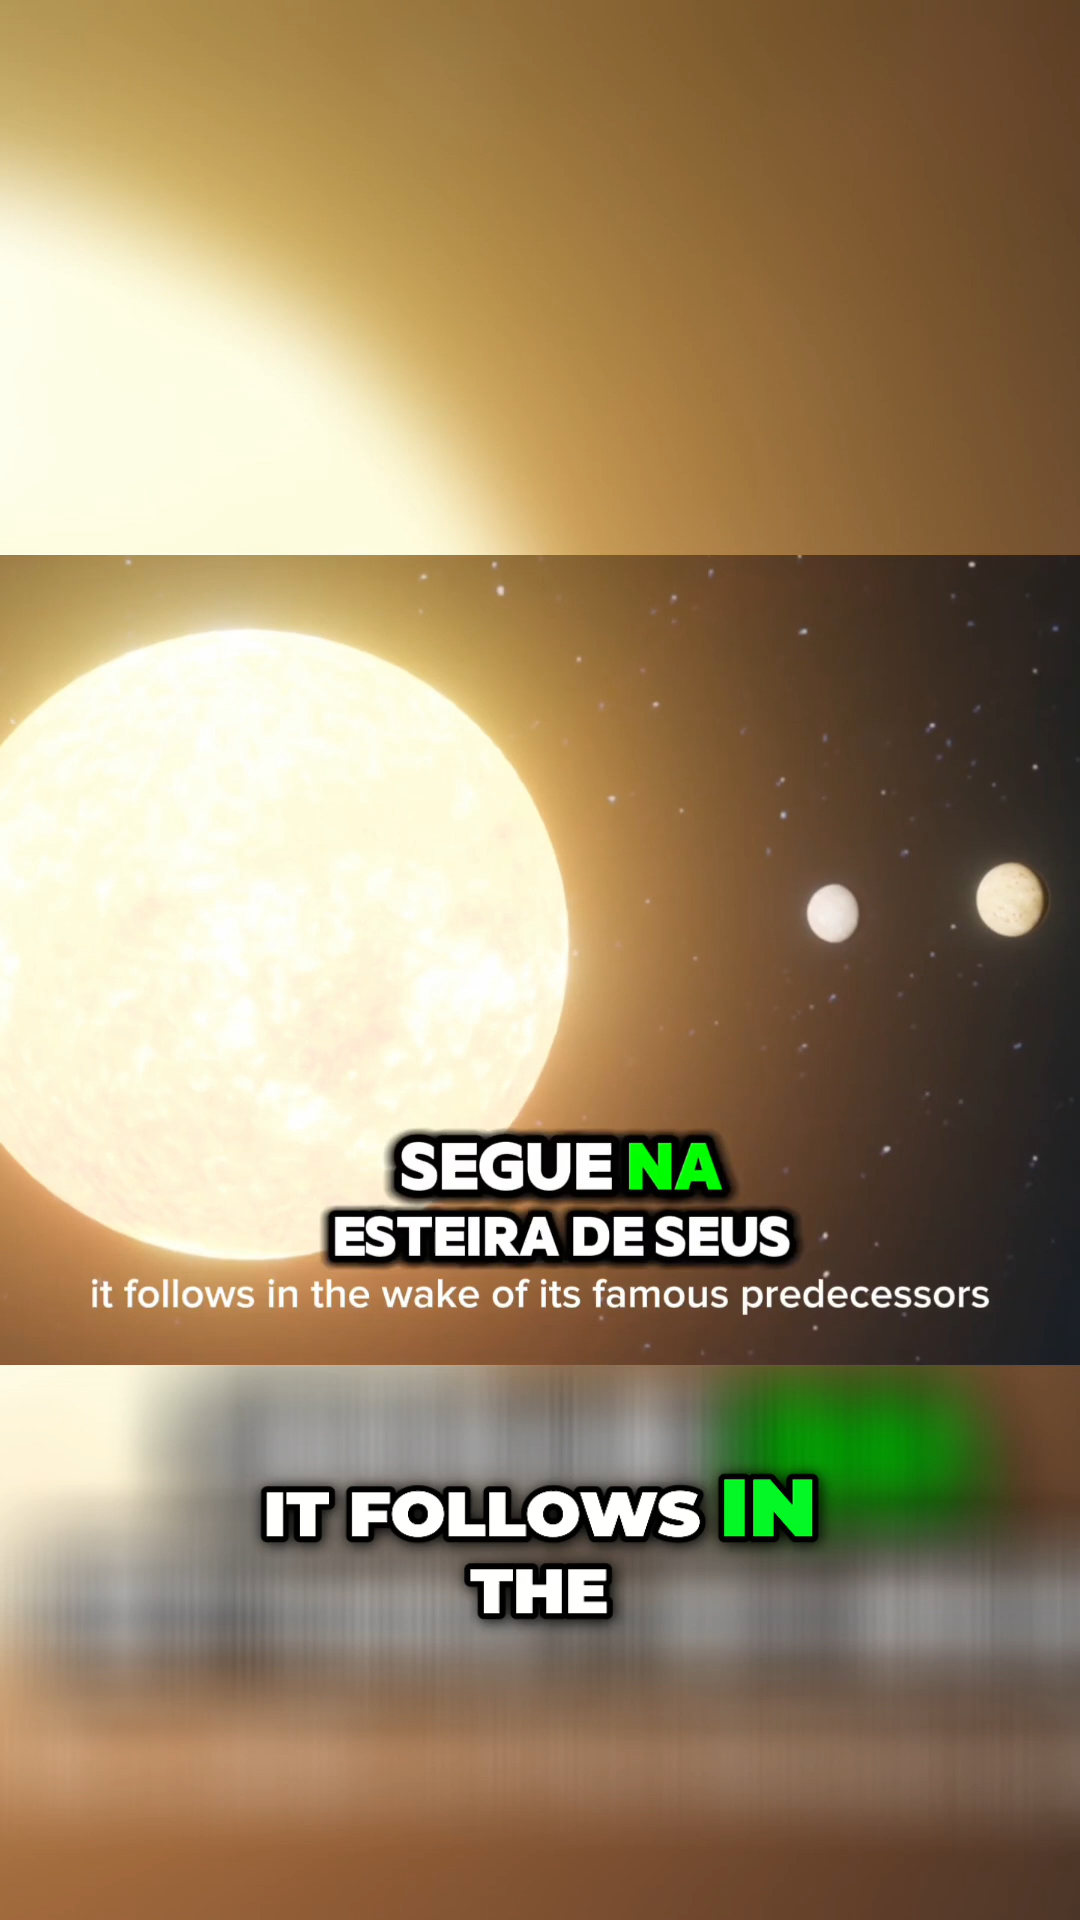 SEGUE NA
ESTEIRA DE SEUS
it follows in the wake of its famous predecessors
IT FOLLOWS IN
THE